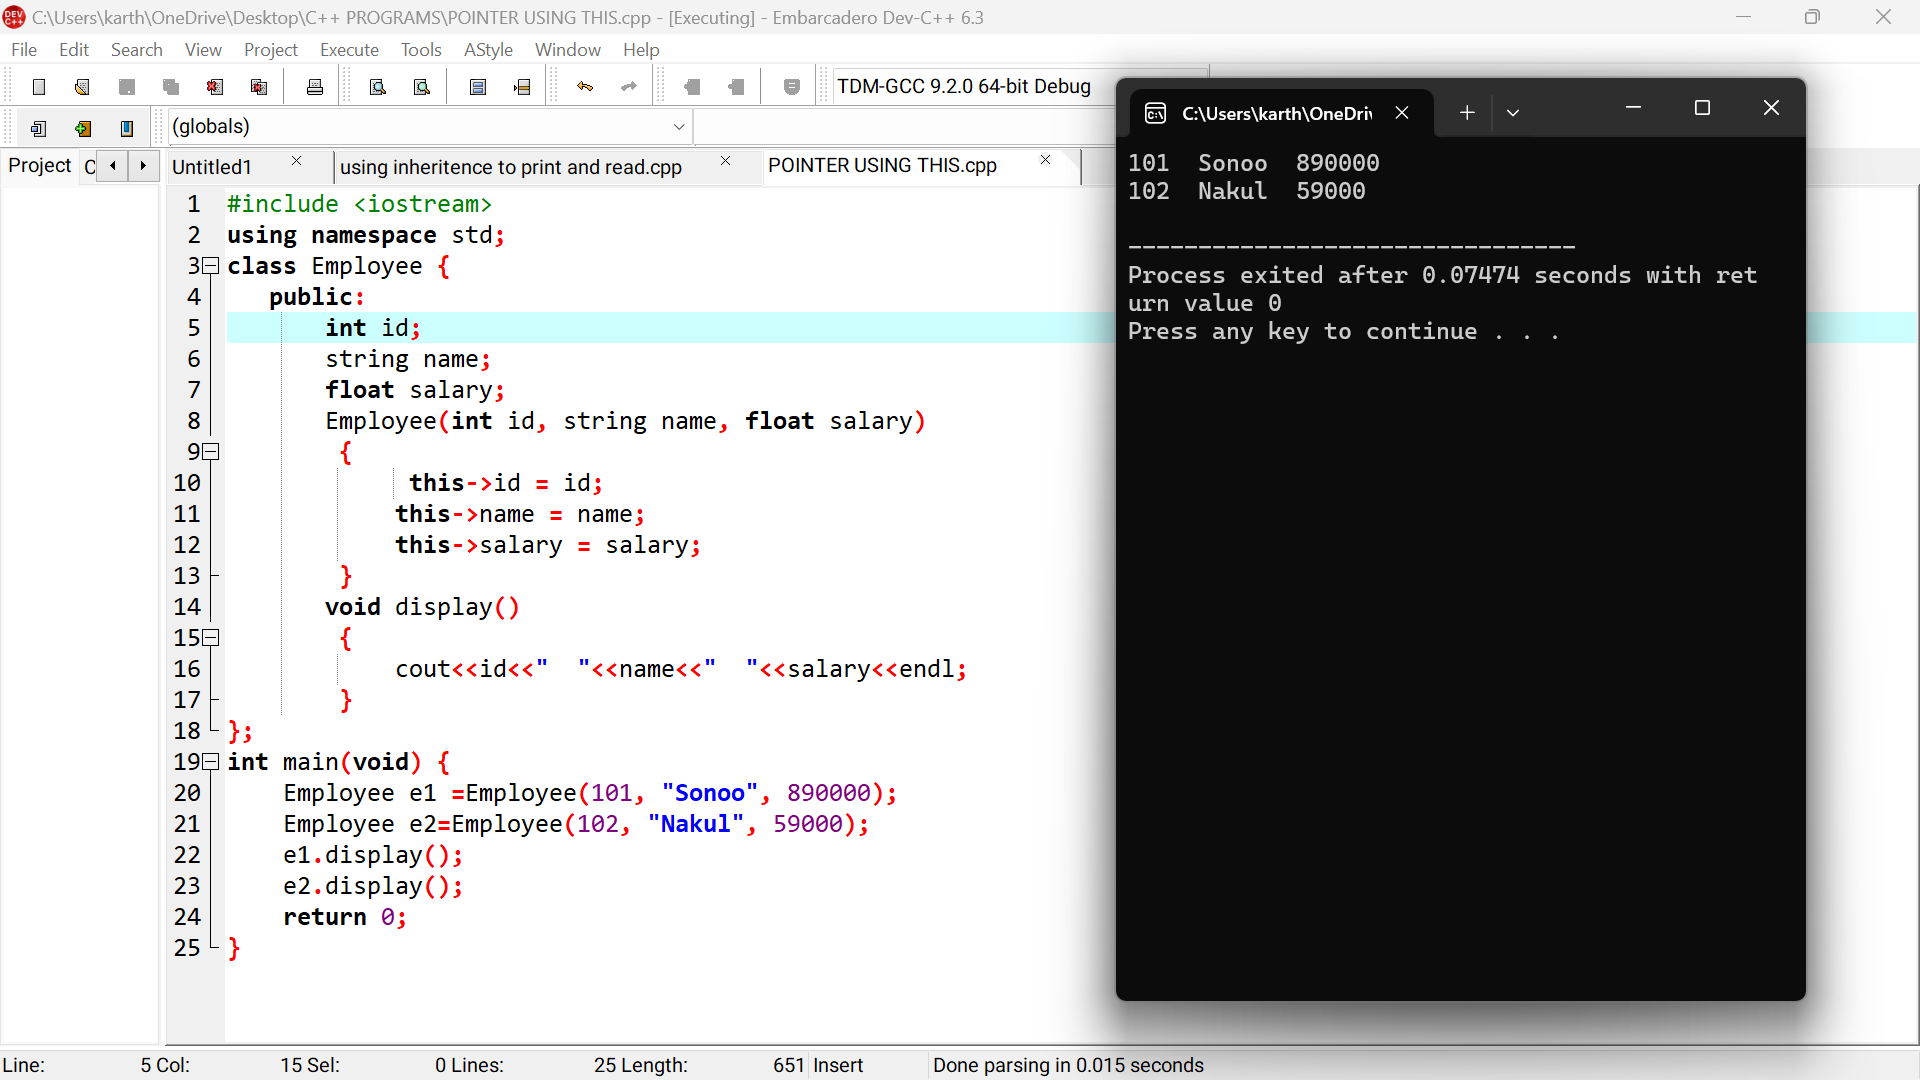 C:\Users\karth\OneDrive\Desktop\C++ PROGRAMS\POINTER USING THIS.cpp - [Executing] - Embarcadero Dev-C++ 6.3
File Edit Search View Project Execute Tools AStyle Window Help
TDM-GCC 9.2.0 64-bit Debug
(globals)
Project
Untitled1
using inheritence to print and read.cpp
POINTER USING THIS.cpp
1 #include <iostream>
2 using namespace std;
3 class Employee {
4 public:
5 int id;
6 string name;
7 float salary;
8 Employee(int id, string name, float salary)
9 {
10 this->id = id;
11 this->name = name;
12 this->salary = salary;
13 }
14 void display()
15 {
16 cout<<id<<"  "<<name<<"  "<<salary<<endl;
17 }
18 };
19 int main(void) {
20 Employee e1 =Employee(101, "Sonoo", 890000);
21 Employee e2=Employee(102, "Nakul", 59000);
22 e1.display();
23 e2.display();
24 return 0;
25 }
C:\Users\karth\OneDri
101  Sonoo  890000
102  Nakul  59000
--------------------------------
Process exited after 0.07474 seconds with ret
urn value 0
Press any key to continue . . .
Line: 5 Col: 15 Sel: 0 Lines: 25 Length: 651 Insert Done parsing in 0.015 seconds